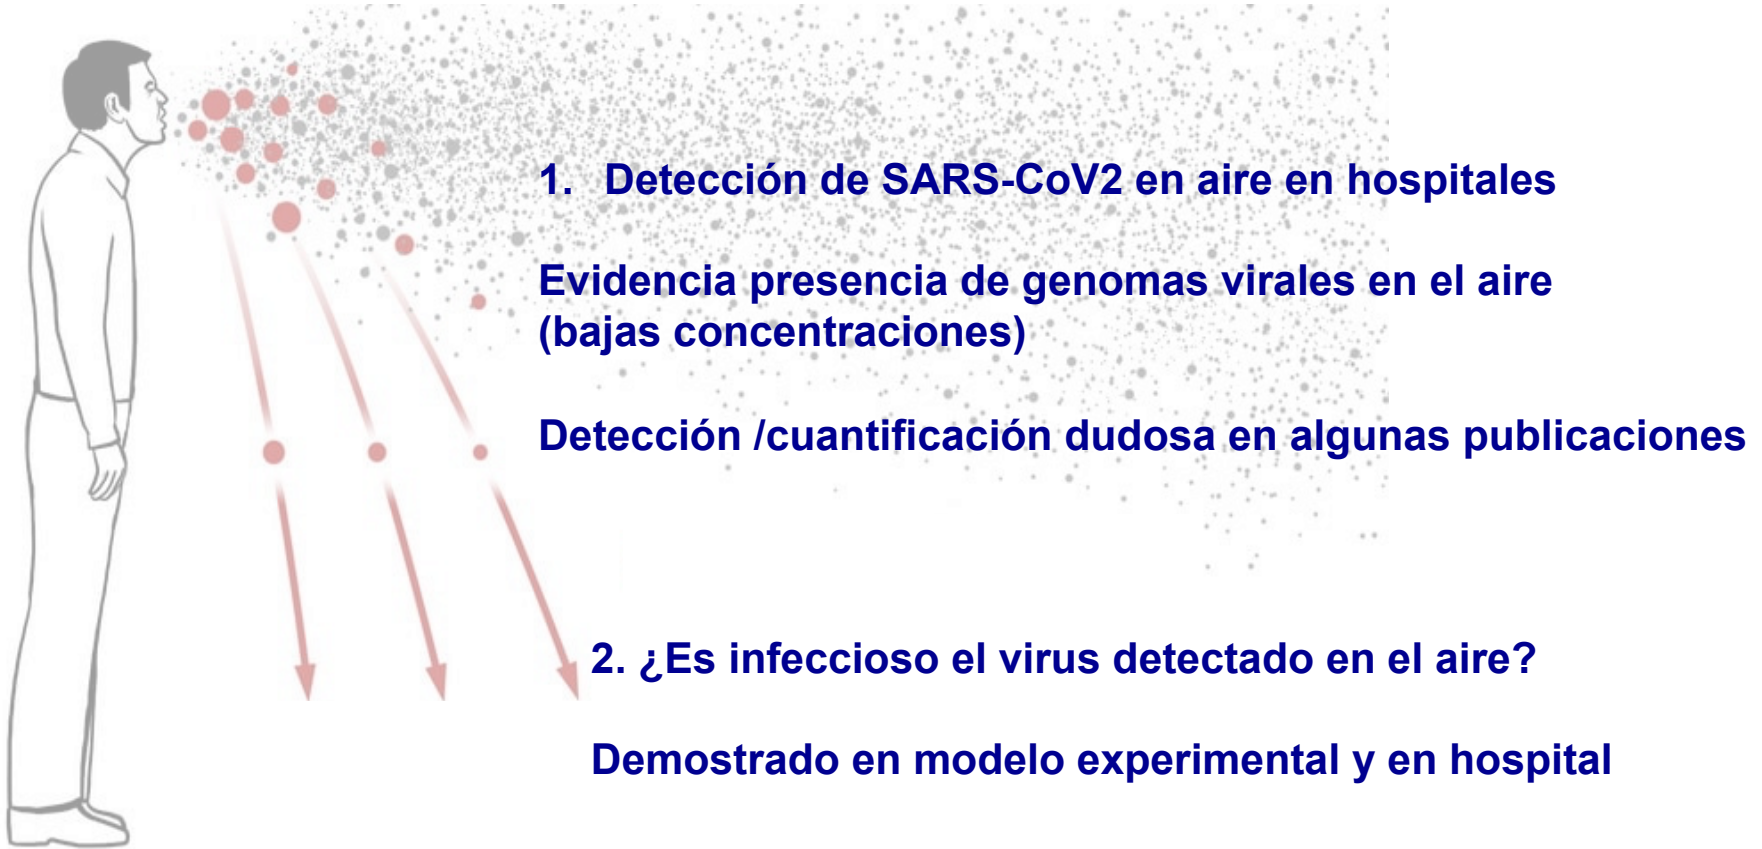 1. Detección de SARS-CoV2 en aire en hospitales
Evidencia presencia de genomas virales en el aire
(bajas concentraciones)
Detección /cuantificación dudosa en algunas publicaciones
2. ¿Es infeccioso el virus detectado en el aire?
Demostrado en modelo experimental y en hospital